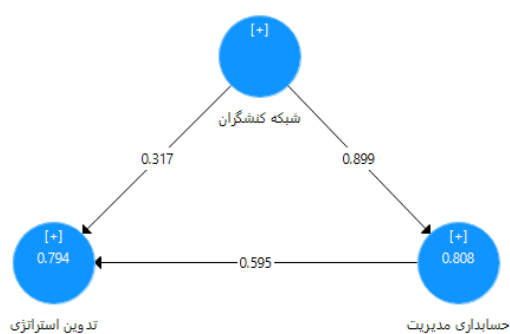 [+]
شبکه کنشگران
0.317
0.899
[+]
0.794
[+]
0.808
0.595
تدوین استراتژی
حسابداری مدیریت